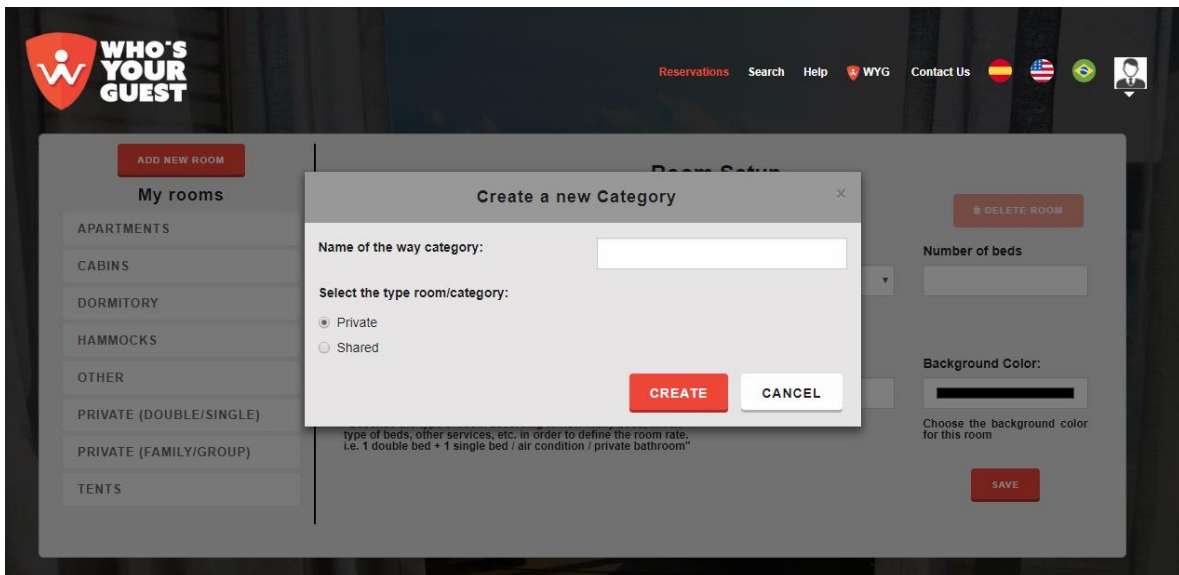 WHO'S
YOUR
GUEST
Reservations Search Help WYG Contact Us
ADD NEW ROOM
My rooms
APARTMENTS
CABINS
DORMITORY
HAMMOCKS
OTHER
PRIVATE (DOUBLE/SINGLE)
PRIVATE (FAMILY/GROUP)
TENTS
Room Setup
DELETE ROOM
Create a new Category ×
Name of the way category:
Select the type room/category:
Private
Shared
CREATE CANCEL
Number of beds
Background Color:
Choose the background color
for this room
type of beds, other services, etc. in order to define the room rate.
i.e. 1 double bed + 1 single bed / air condition / private bathroom"
SAVE